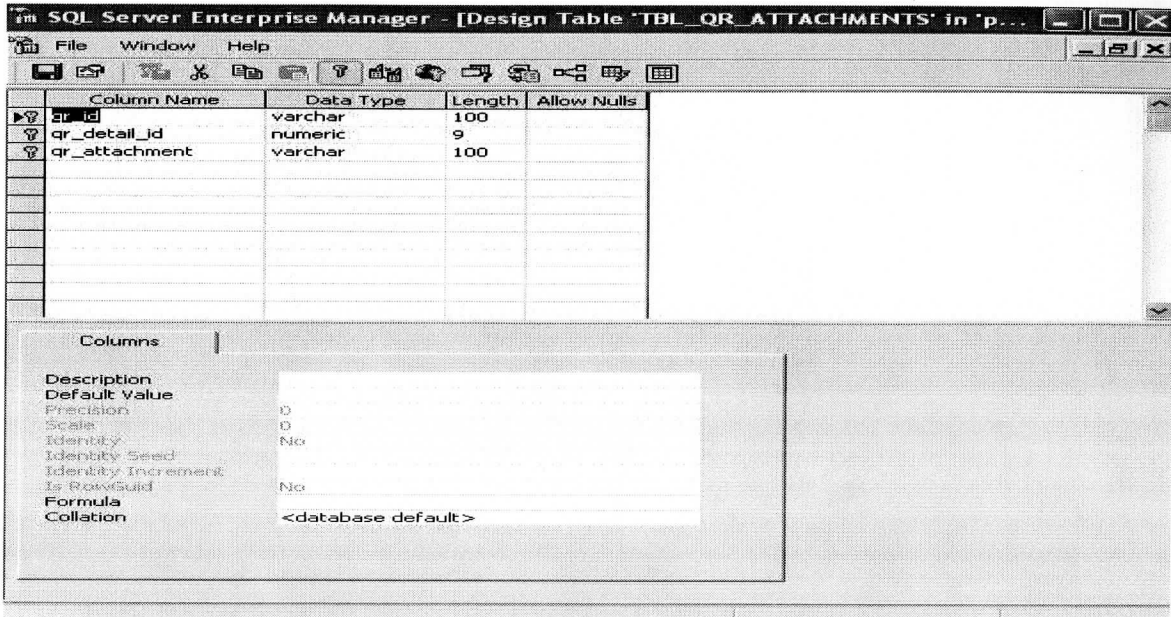 SQL Server Enterprise Manager - [Design Table 'TBL_QR_ATTACHMENTS' in 'p...
File Window Help
Column Name Data Type Length Allow Nulls
qr_id varchar 100
qr_detail_id numeric 9
qr_attachment varchar 100
Columns
Description
Default Value
Precision 0
Scale 0
Identity No
Identity Seed
Identity Increment
Is RowGuid No
Formula
Collation <database default>